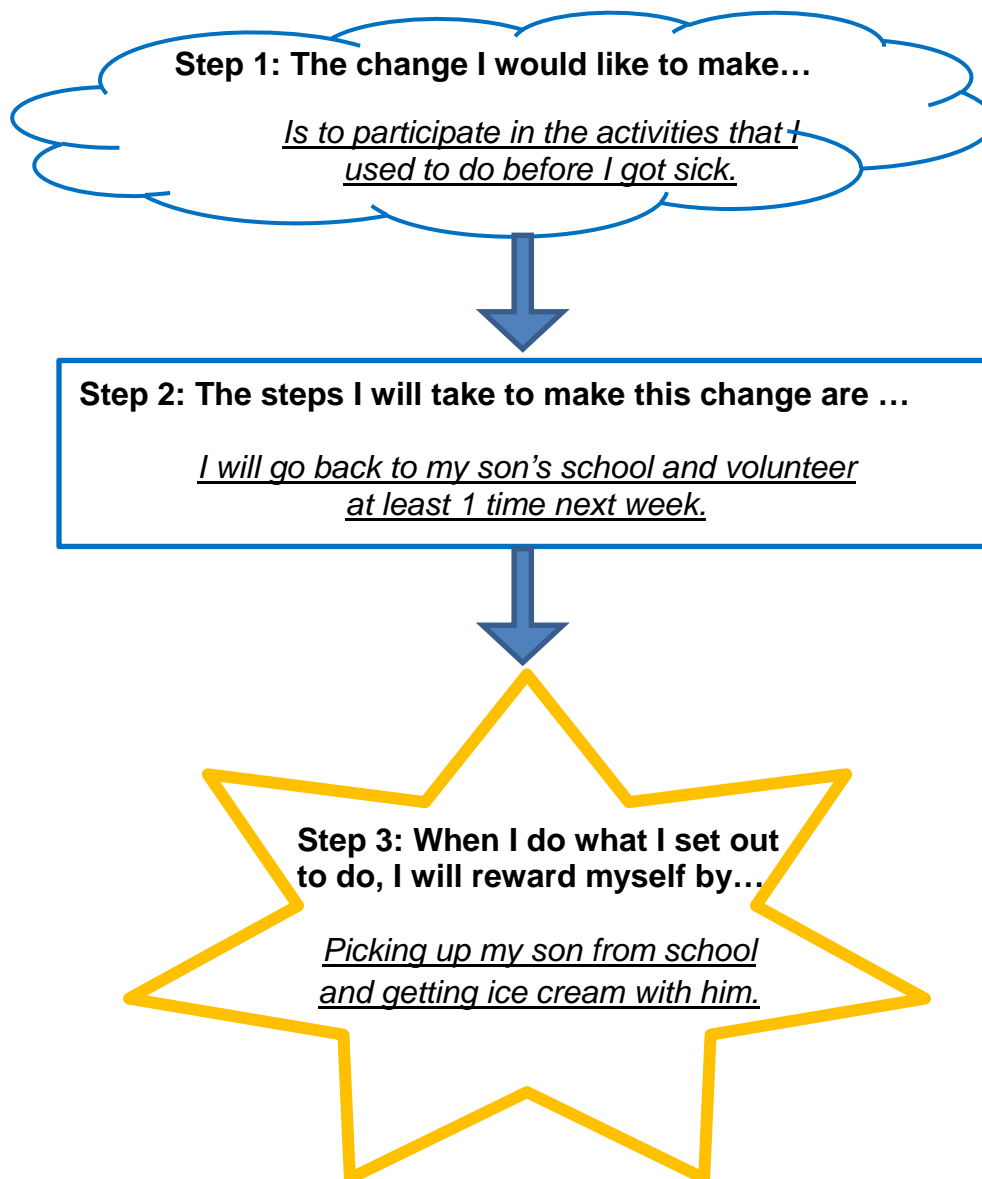 Step 1: The change I would like to make…
Is to participate in the activities that I
used to do before I got sick.
Step 2: The steps I will take to make this change are …
I will go back to my son’s school and volunteer
at least 1 time next week.
Step 3: When I do what I set out
to do, I will reward myself by…
Picking up my son from school
and getting ice cream with him.